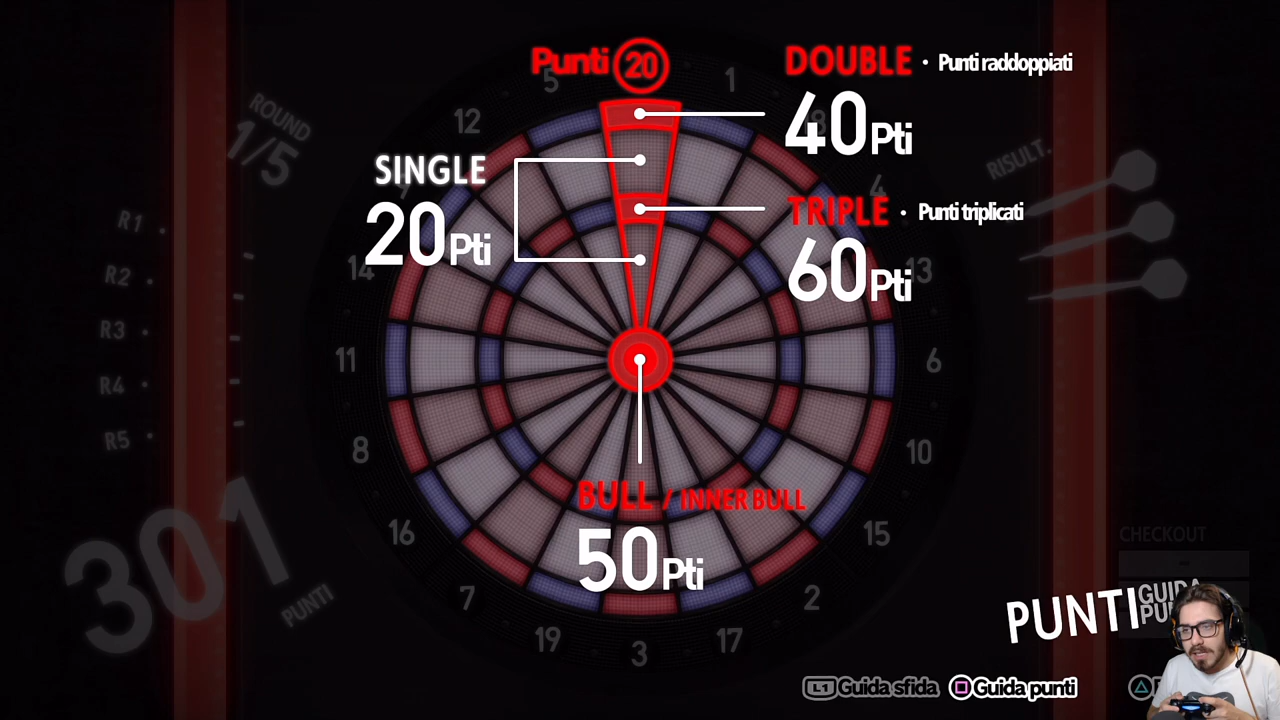 Punti 20
DOUBLE • Punti raddoppiati
40Pti
SINGLE
20Pti
TRIPLE • Punti triplicati
60Pti
BULL / INNER BULL
50Pti
ROUND
1/5
R1
R2
R3
R4
R5
301
PUNTI
RISULT.
5
1
12
4
14
13
11
6
8
10
16
15
7
2
19
3
17
CHECKOUT
PUNTI
GUIDA
L1 Guida sfida
Guida punti